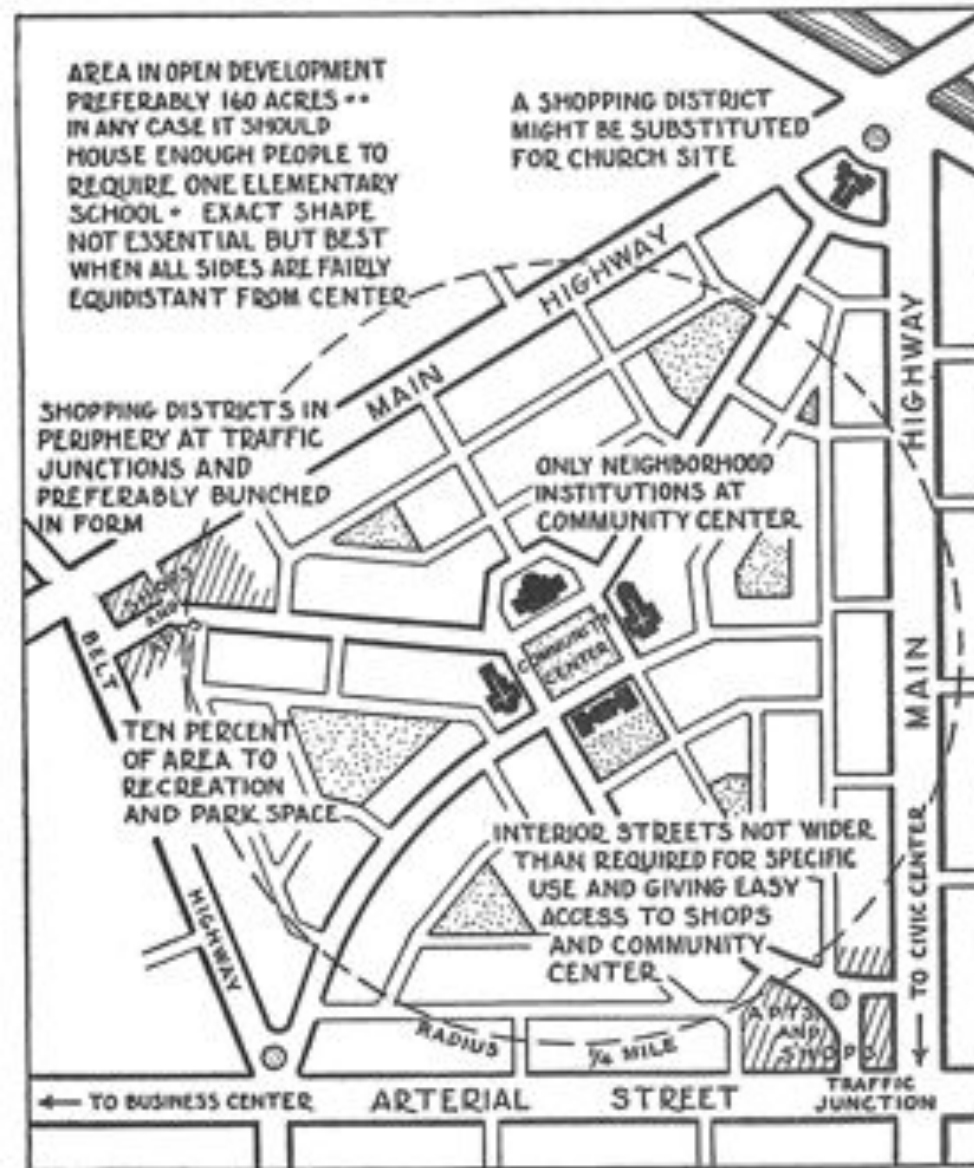 AREA IN OPEN DEVELOPMENT
PREFERABLY 160 ACRES ••
IN ANY CASE IT SHOULD
HOUSE ENOUGH PEOPLE TO
REQUIRE ONE ELEMENTARY
SCHOOL • EXACT SHAPE
NOT ESSENTIAL BUT BEST
WHEN ALL SIDES ARE FAIRLY
EQUIDISTANT FROM CENTER
A SHOPPING DISTRICT
MIGHT BE SUBSTITUTED
FOR CHURCH SITE
MAIN HIGHWAY
SHOPPING DISTRICTS IN
PERIPHERY AT TRAFFIC
JUNCTIONS AND
PREFERABLY BUNCHED
IN FORM
ONLY NEIGHBORHOOD
INSTITUTIONS AT
COMMUNITY CENTER
MAIN HIGHWAY
SHOPS
AND
BELT HIGHWAY
COMMUNITY
CENTER
TEN PERCENT
OF AREA TO
RECREATION
AND PARK SPACE
INTERIOR STREETS NOT WIDER
THAN REQUIRED FOR SPECIFIC
USE AND GIVING EASY
ACCESS TO SHOPS
AND COMMUNITY
CENTER
TO CIVIC CENTER
APTS
AND
SHOPS
RADIUS ¼ MILE
TO BUSINESS CENTER
ARTERIAL STREET
TRAFFIC
JUNCTION